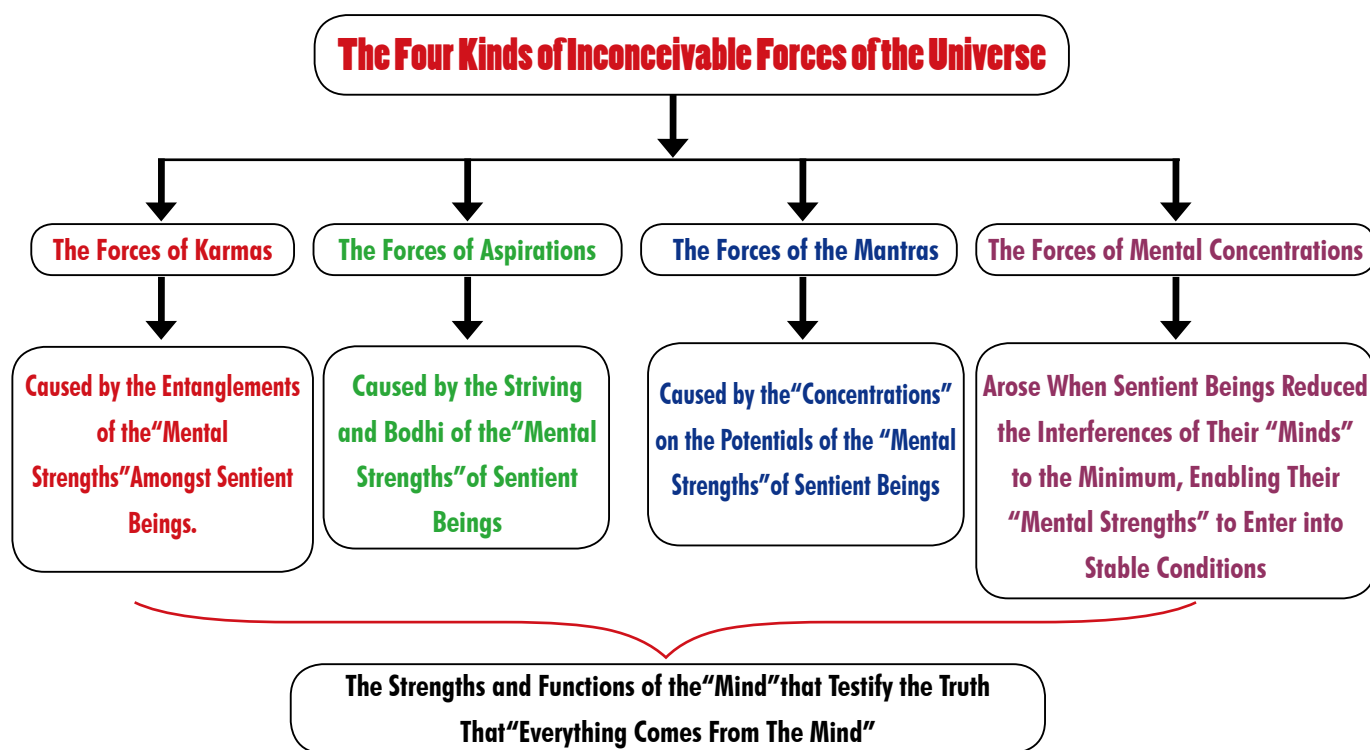 The Four Kinds of Inconceivable Forces of the Universe
The Forces of Karmas
The Forces of Aspirations
The Forces of the Mantras
The Forces of Mental Concentrations
Caused by the Entanglements
of the“Mental
Strengths”Amongst Sentient
Beings.
Caused by the Striving
and Bodhi of the“Mental
Strengths”of Sentient
Beings
Caused by the“Concentrations”
on the Potentials of the “Mental
Strengths”of Sentient Beings
Arose When Sentient Beings Reduced
the Interferences of Their “Minds”
to the Minimum, Enabling Their
“Mental Strengths” to Enter into
Stable Conditions
The Strengths and Functions of the“Mind”that Testify the Truth
That“Everything Comes From The Mind”